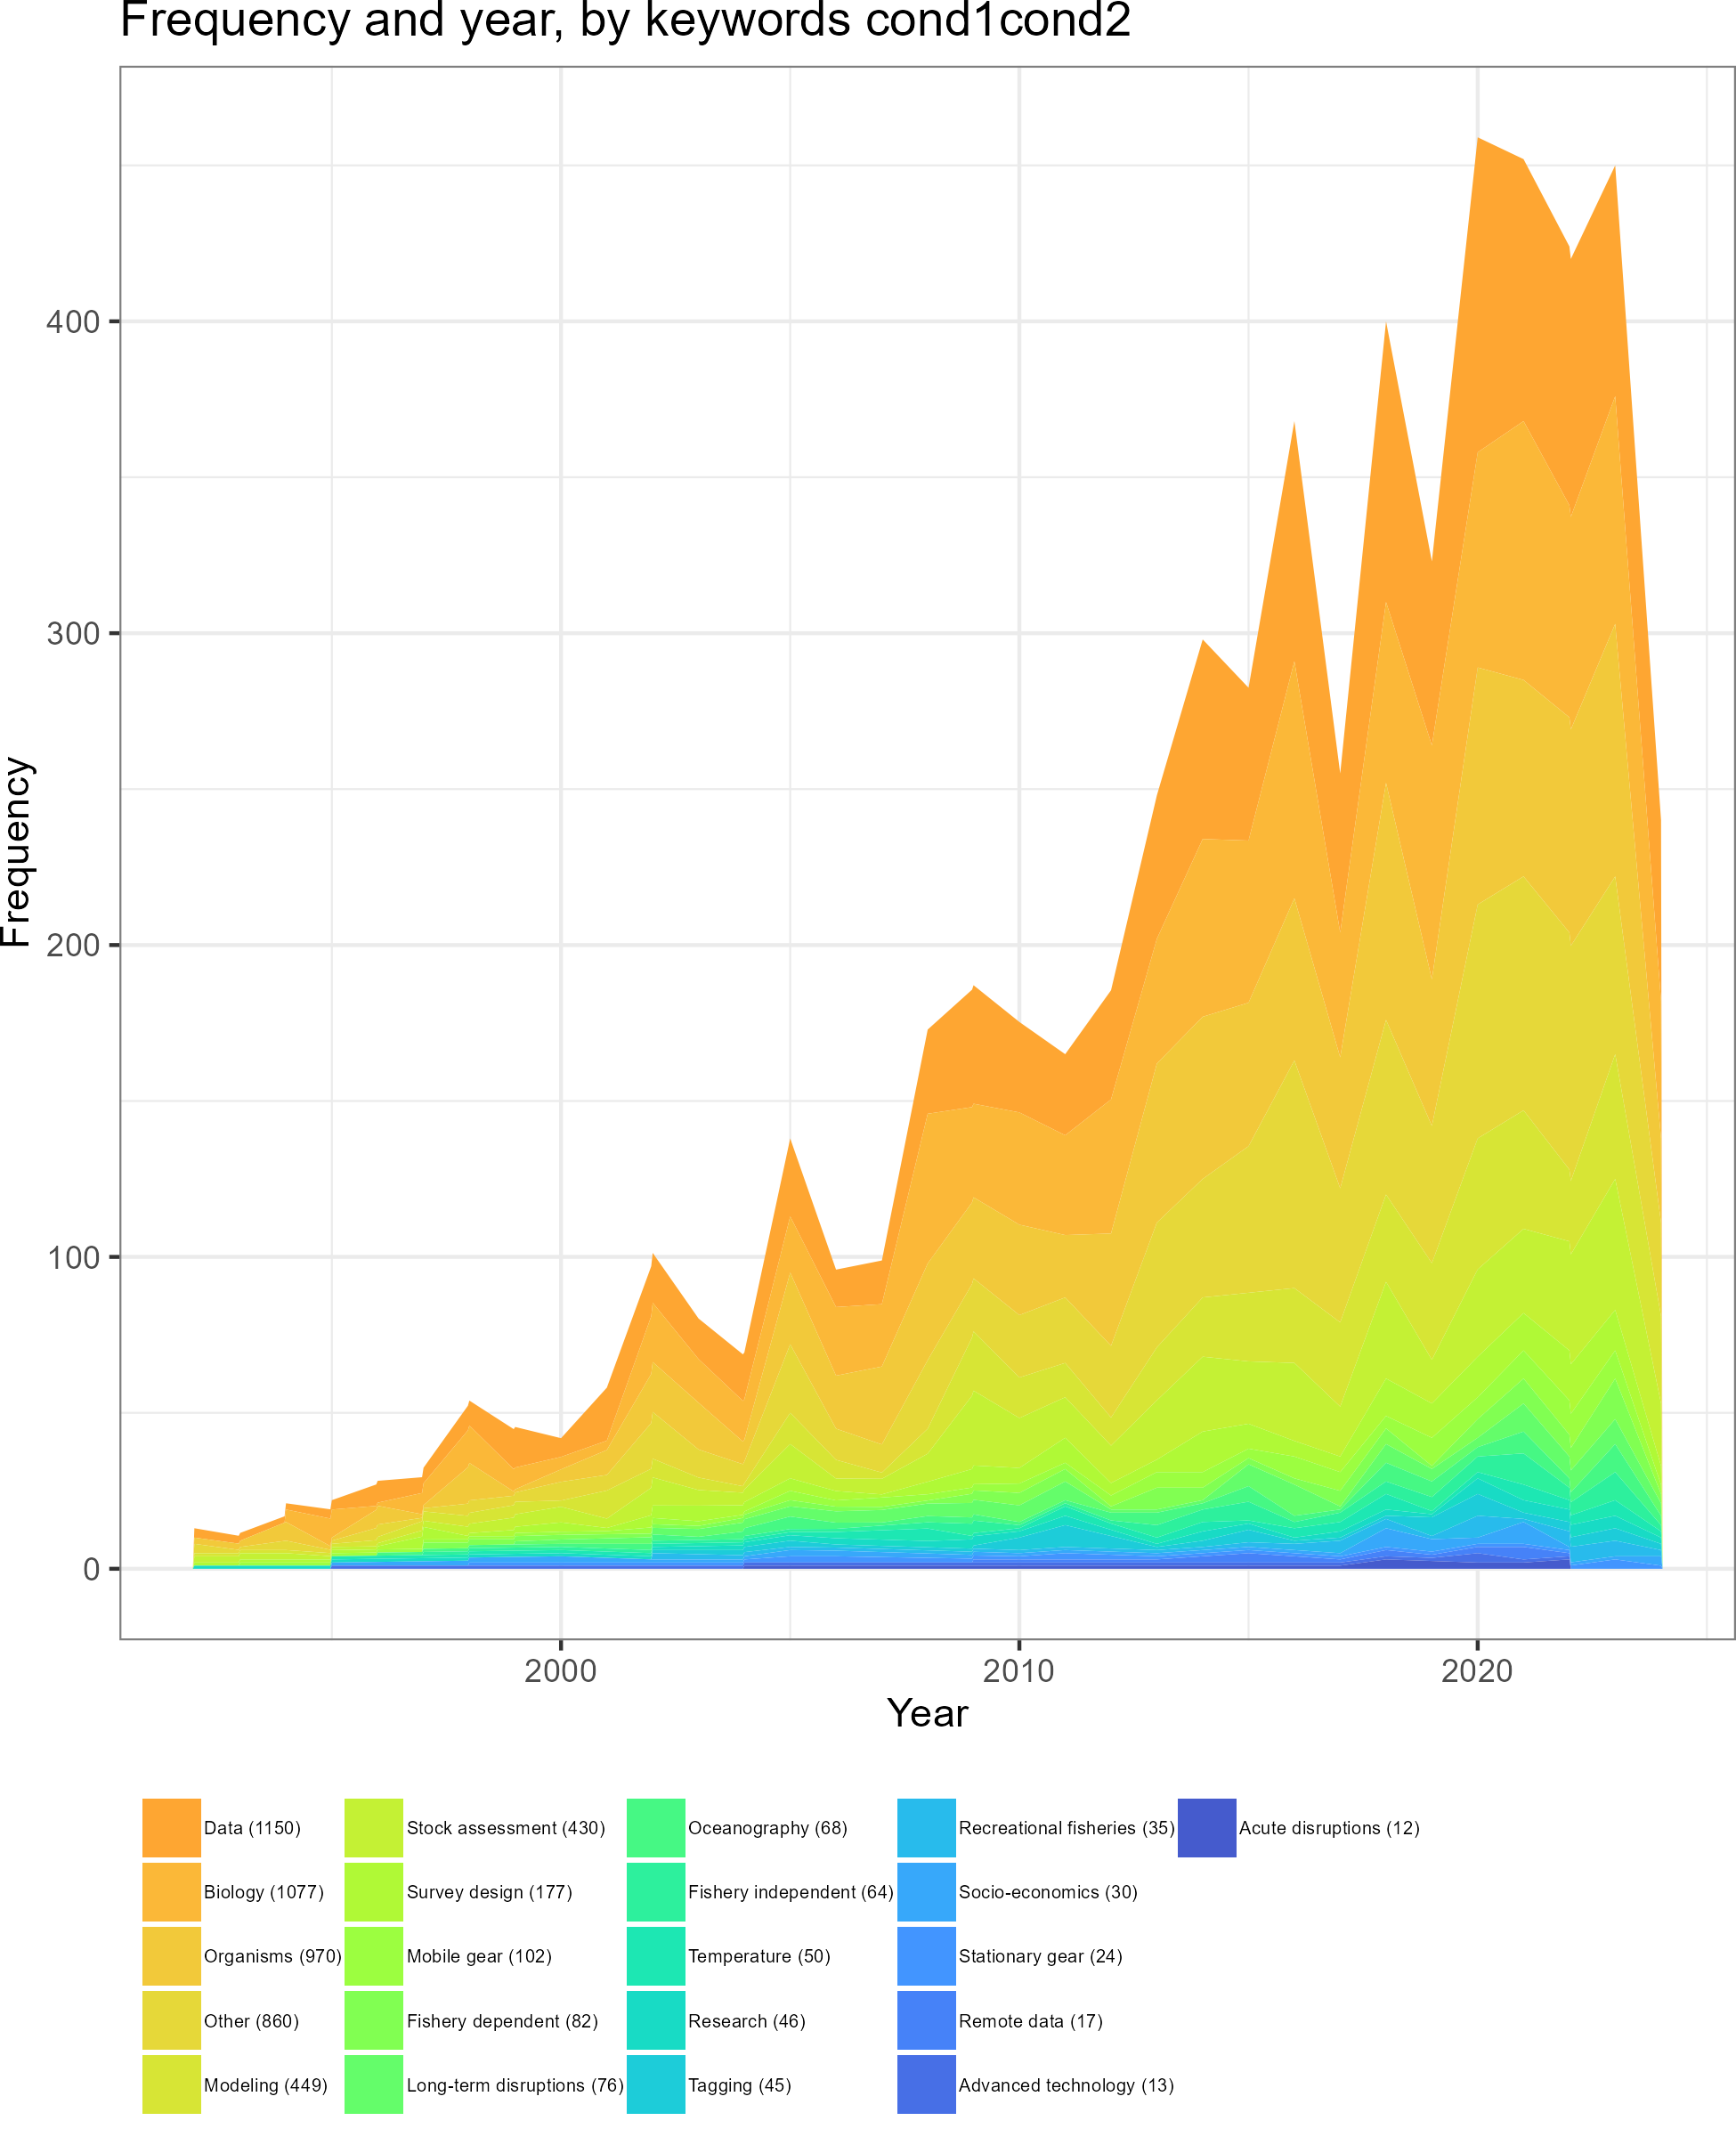 Frequency and year, by keywords cond1cond2
Frequency
400
300
200
100
0
2000 2010 2020
Year
Data (1150) Stock assessment (430) Oceanography (68) Recreational fisheries (35) Acute disruptions (12)
Biology (1077) Survey design (177) Fishery independent (64) Socio-economics (30)
Organisms (970) Mobile gear (102) Temperature (50) Stationary gear (24)
Other (860) Fishery dependent (82) Research (46) Remote data (17)
Modeling (449) Long-term disruptions (76) Tagging (45) Advanced technology (13)